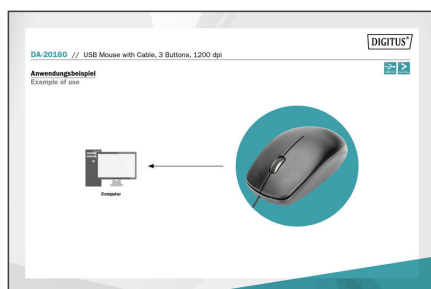 DIGITUS®
DA-20160 // USB Mouse with Cable, 3 Buttons, 1200 dpi
Anwendungsbeispiel
Example of use
Computer